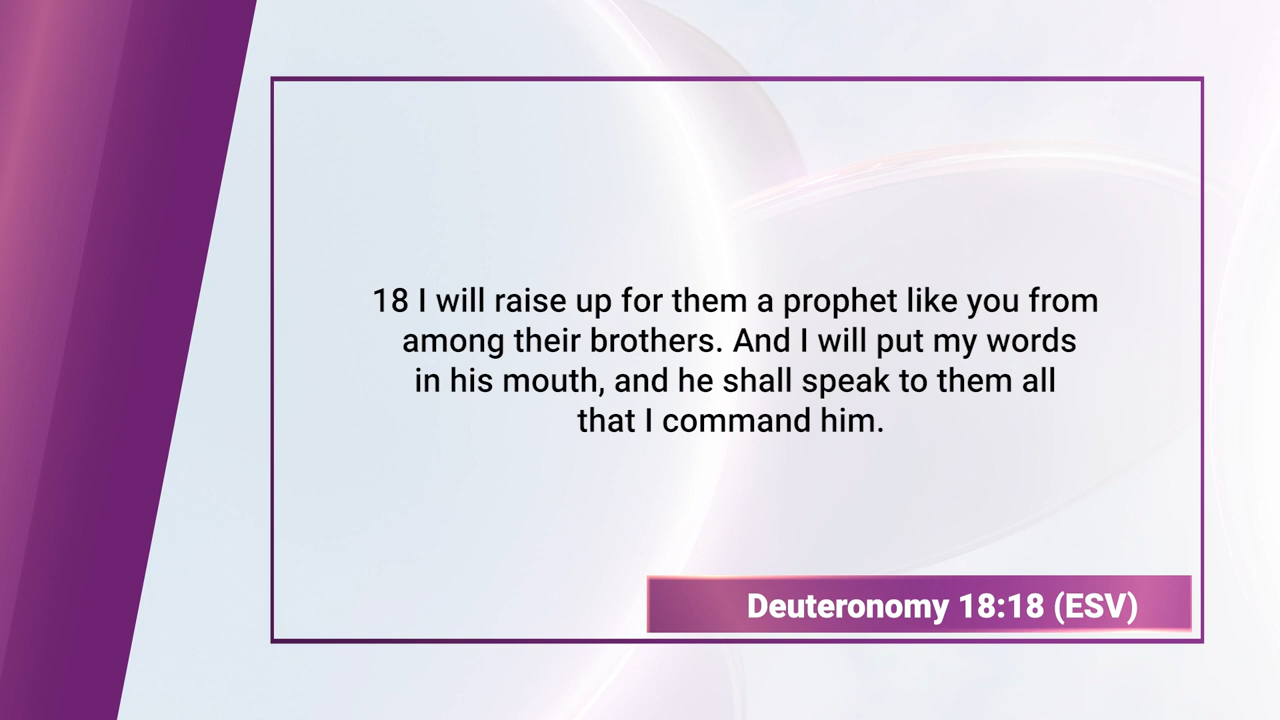 18 I will raise up for them a prophet like you from
among their brothers. And I will put my words
in his mouth, and he shall speak to them all
that I command him.
Deuteronomy 18:18 (ESV)